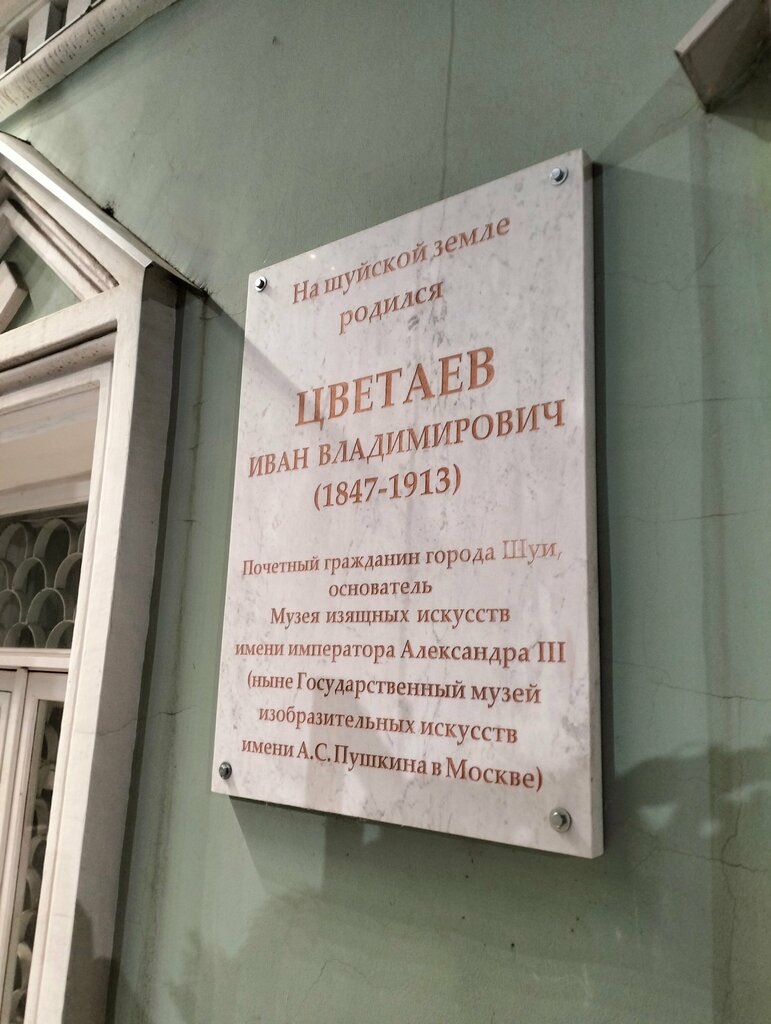 На шуйской земле
родился
ЦВЕТАЕВ
ИВАН ВЛАДИМИРОВИЧ
(1847-1913)
Почетный гражданин города Шуи,
основатель
Музея изящных искусств
имени императора Александра III
(ныне Государственный музей
изобразительных искусств
имени А.С.Пушкина в Москве)